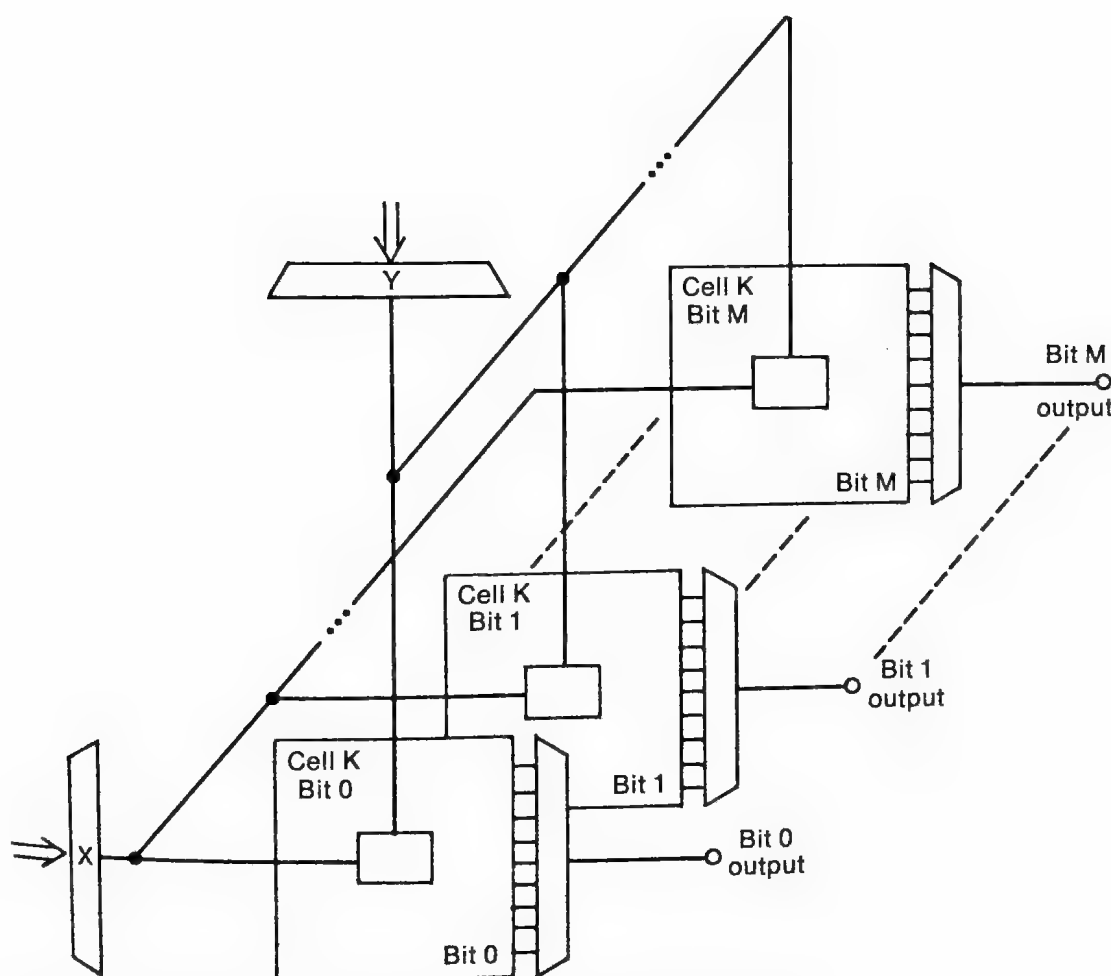 Y
Cell K
Bit M
Bit M
Bit M
output
Cell K
Bit 1
Bit 1
Bit 1
output
Cell K
Bit 0
Bit 0
Bit 0
output
X